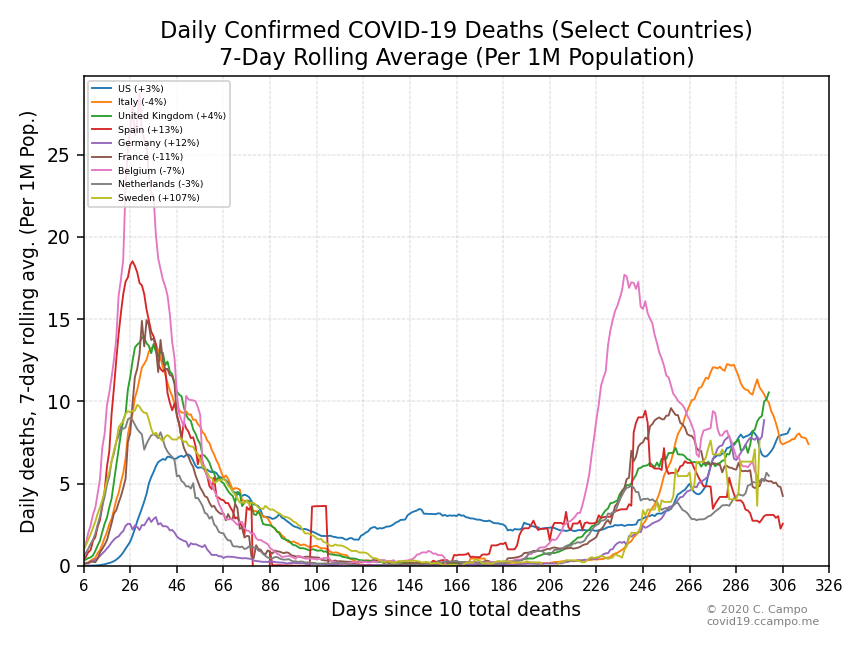 Daily Confirmed COVID-19 Deaths (Select Countries)
7-Day Rolling Average (Per 1M Population)
US (+3%)
Italy (-4%)
United Kingdom (+4%)
Spain (+13%)
Germany (+12%)
France (-11%)
Belgium (-7%)
Netherlands (-3%)
Sweden (+107%)
Daily deaths, 7-day rolling avg. (Per 1M Pop.)
25
20
15
10
5
0
6 26 46 66 86 106 126 146 166 186 206 226 246 266 286 306 326
Days since 10 total deaths
© 2020 C. Campo
covid19.ccampo.me